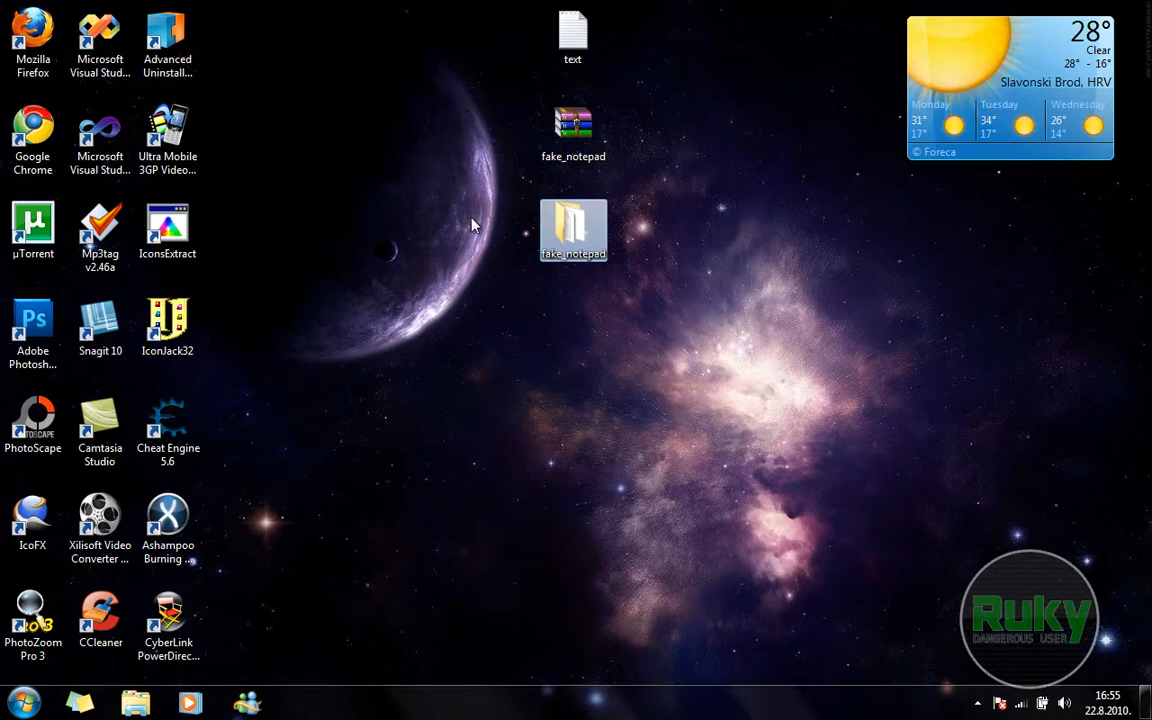 Mozilla
Firefox
Microsoft
Visual Stud...
Advanced
Uninstall...
Google
Chrome
Microsoft
Visual Stud...
Ultra Mobile
3GP Video...
µTorrent
Mp3tag
v2.46a
IconsExtract
Ps
Adobe
Photosh...
Snagit 10
IconJack32
PhotoScape
Camtasia
Studio
Cheat Engine
5.6
IcoFX
Xilisoft Video
Converter ...
Ashampoo
Burning ...
PhotoZoom
Pro 3
CCleaner
CyberLink
PowerDirec...
text
fake_notepad
fake_notepad
28°
Clear
28° - 16°
Slavonski Brod, HRV
Monday
Tuesday
Wednesday
31°
17°
34°
17°
26°
14°
© Foreca
Ruky
DANGEROUS USER
16:55
22.8.2010.